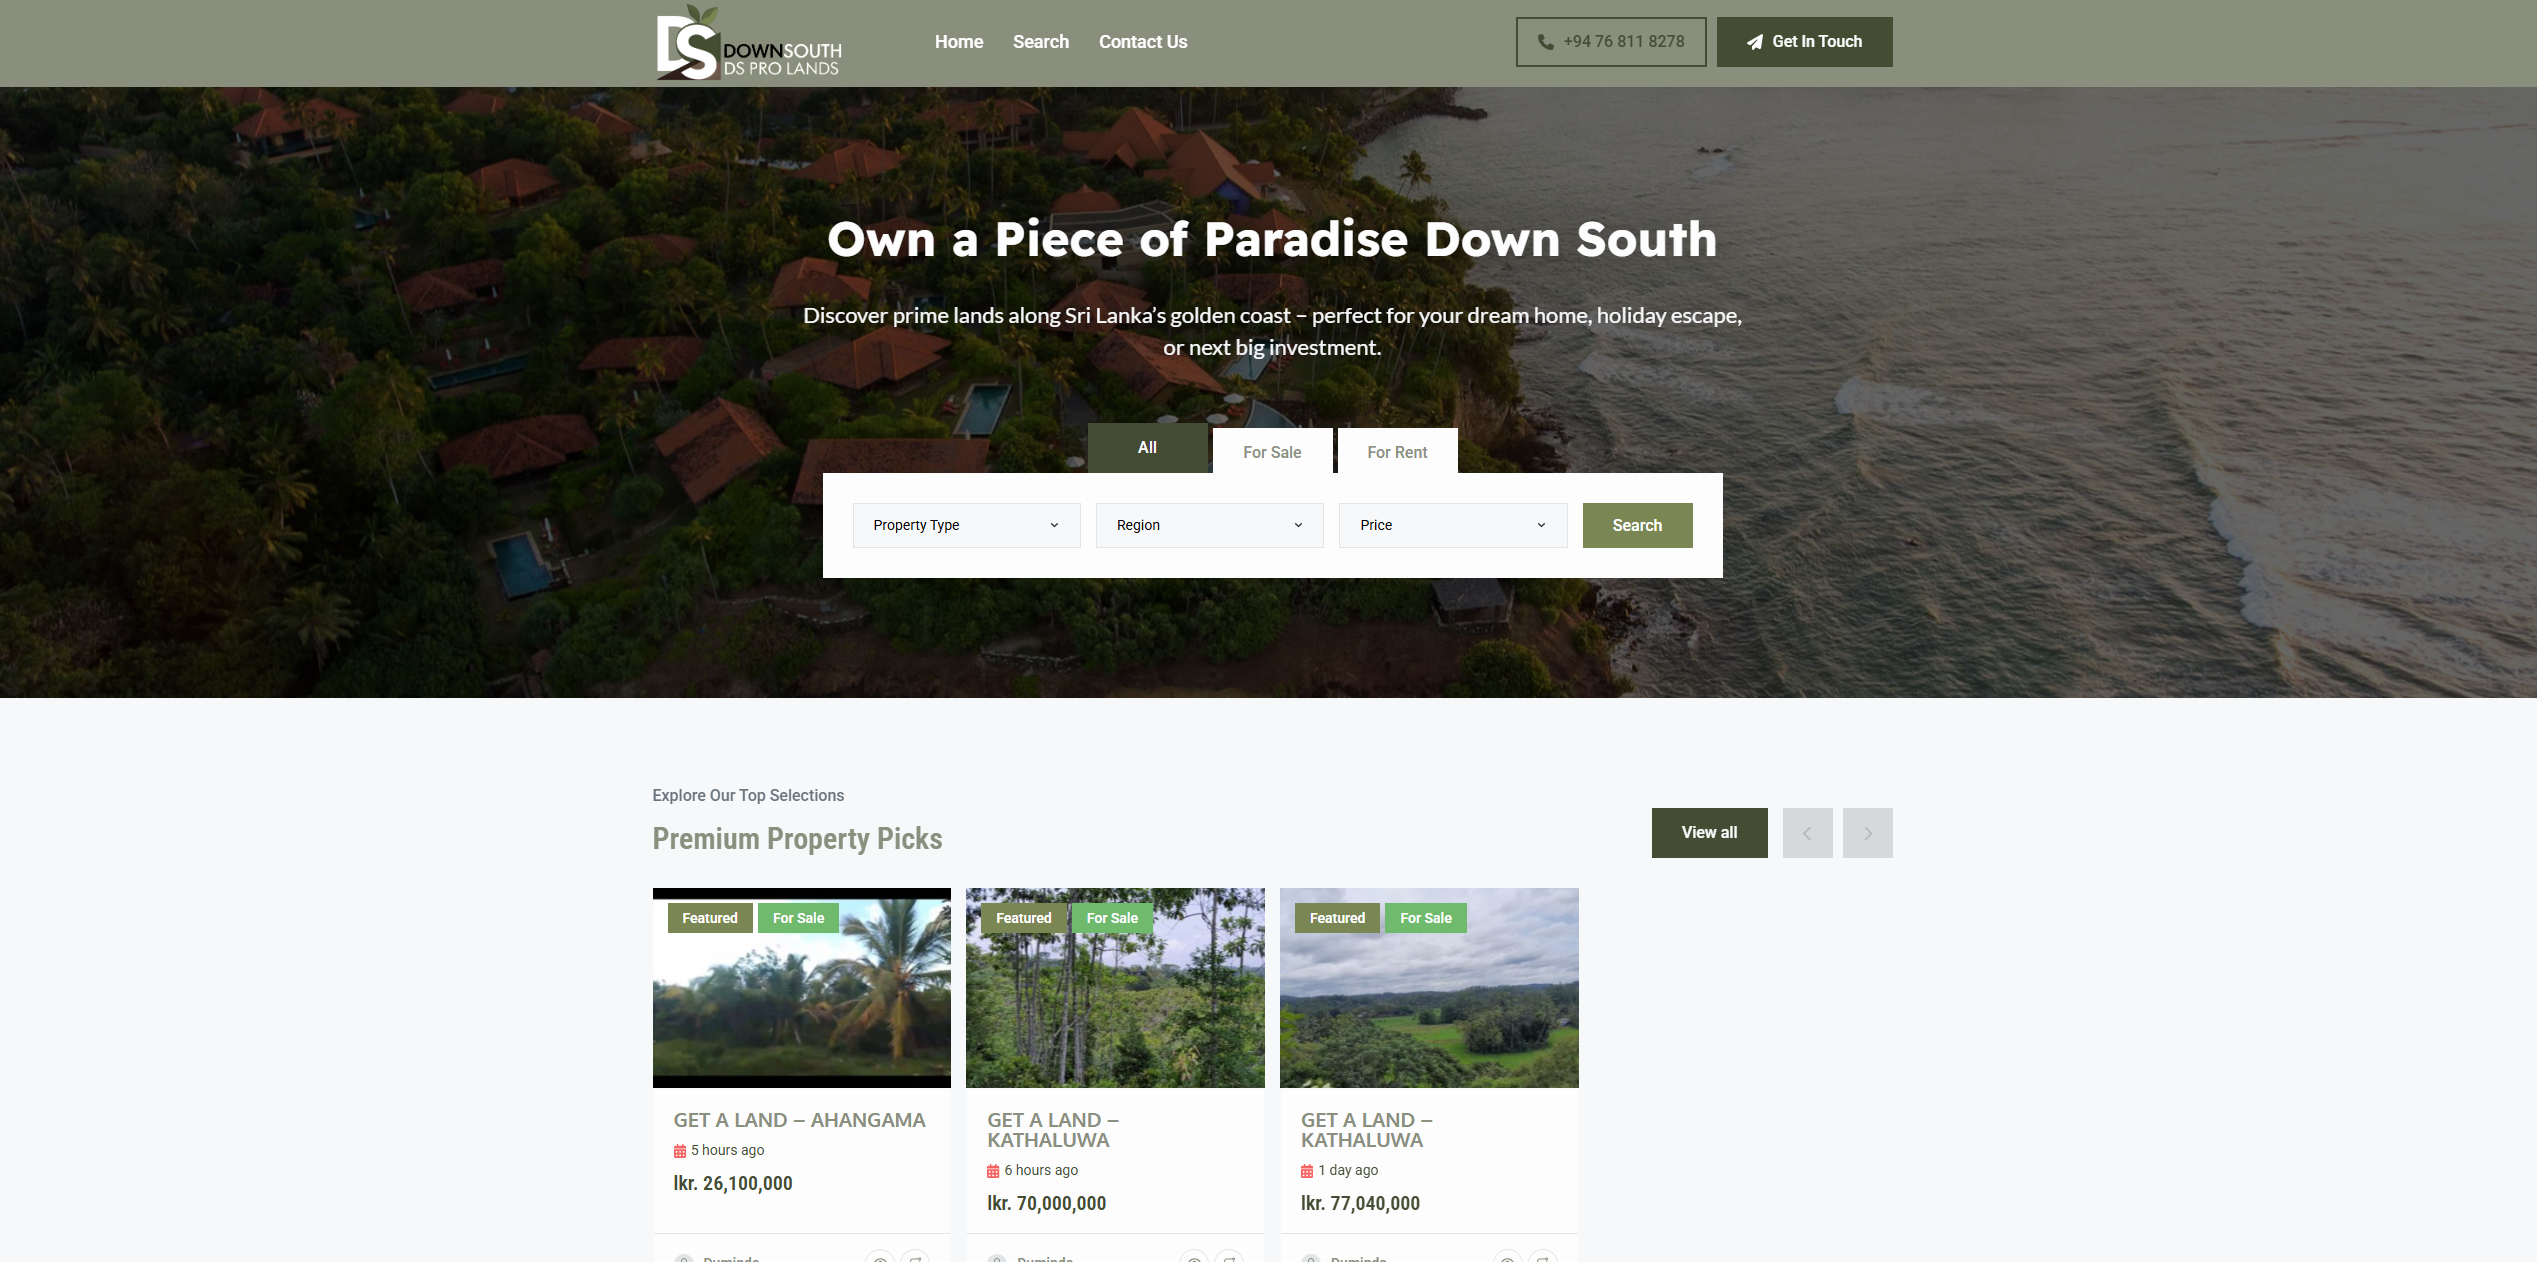 DOWNSOUTH
DS PRO LANDS
Home
Search
Contact Us
+94 76 811 8278
Get In Touch
Own a Piece of Paradise Down South
Discover prime lands along Sri Lanka’s golden coast – perfect for your dream home, holiday escape,
or next big investment.
All
For Sale
For Rent
Property Type
Region
Price
Search
Explore Our Top Selections
Premium Property Picks
View all
Featured
For Sale
GET A LAND – AHANGAMA
5 hours ago
lkr. 26,100,000
Featured
For Sale
GET A LAND –
KATHALUWA
6 hours ago
lkr. 70,000,000
Featured
For Sale
GET A LAND –
KATHALUWA
1 day ago
lkr. 77,040,000